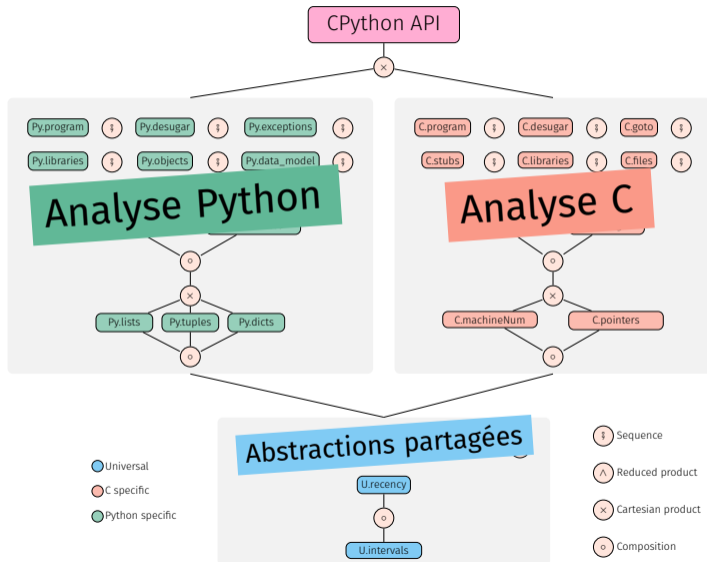 CPython API
Py.program Py.desugar Py.exceptions
Py.libraries Py.objects Py.data_model
Analyse Python
Py.lists Py.tuples Py.dicts
C.program C.desugar C.goto
C.stubs C.libraries C.files
Analyse C
C.machineNum C.pointers
Abstractions partagées
U.recency
U.intervals
Universal
C specific
Python specific
Sequence
Reduced product
Cartesian product
Composition